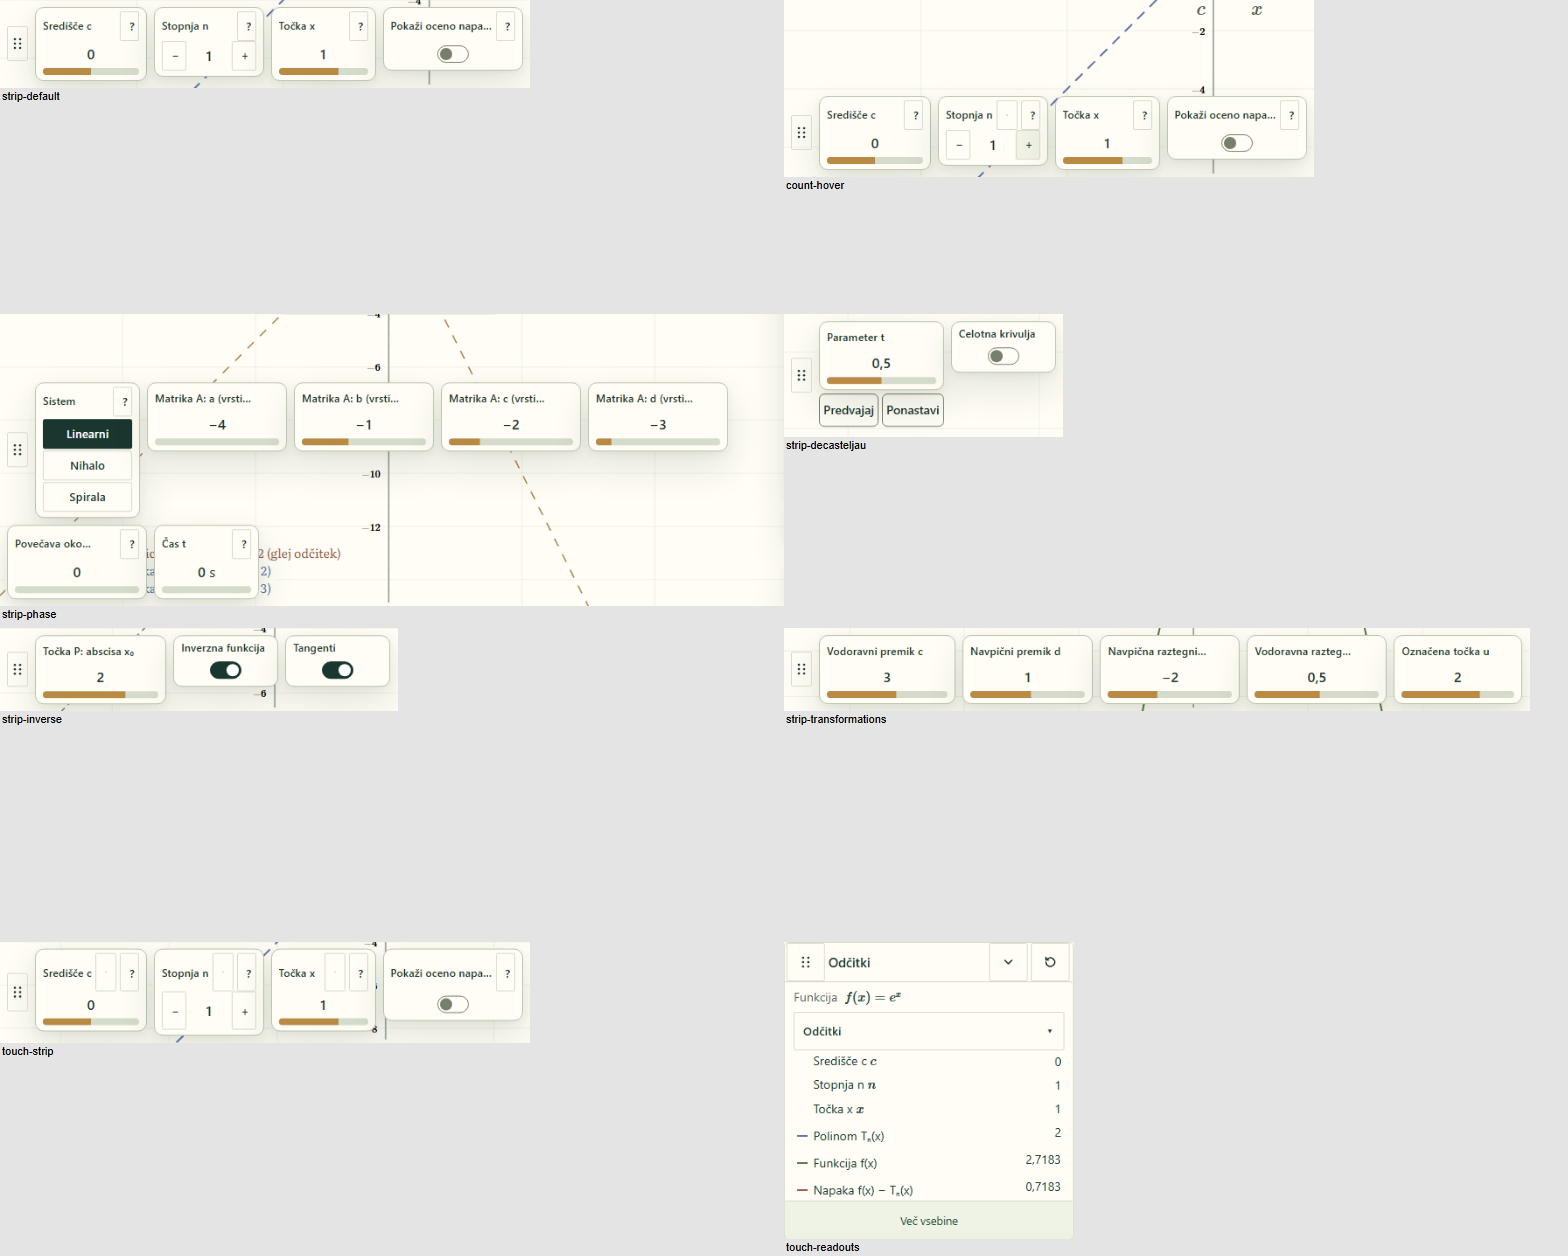 −4
Središče c ?
Stopnja n ?
Točka x ?
Pokaži oceno napa... ?
0
− 1 +
1
strip-default
c x
−2
−4
Središče c ?
Stopnja n ?
Točka x ?
Pokaži oceno napa... ?
0
− 1 +
1
count-hover
−4
−6
Sistem ?
Linearni
Nihalo
Spirala
Matrika A: a (vrsti...
−4
Matrika A: b (vrsti...
−1
Matrika A: c (vrsti...
−2
Matrika A: d (vrsti...
−3
−10
−12
Povečava oko... ?
0
Čas t ?
0 s
2 (glej odčitek)
2)
3)
strip-phase
Parameter t
0,5
Celotna krivulja
Predvajaj
Ponastavi
strip-decasteljau
−4
Točka P: abscisa x₀
2
Inverzna funkcija
Tangenti
−6
strip-inverse
Vodoravni premik c
3
Navpični premik d
1
Navpična raztegni...
−2
Vodoravna razteg...
0,5
Označena točka u
2
strip-transformations
−4
Središče c ?
Stopnja n ?
Točka x ?
Pokaži oceno napa... ?
0
− 1 +
1
8
touch-strip
Odčitki
Funkcija f(x) = eˣ
Odčitki
Središče c c 0
Stopnja n n 1
Točka x x 1
Polinom Tₙ(x) 2
Funkcija f(x) 2,7183
Napaka f(x) − Tₙ(x) 0,7183
Več vsebine
touch-readouts